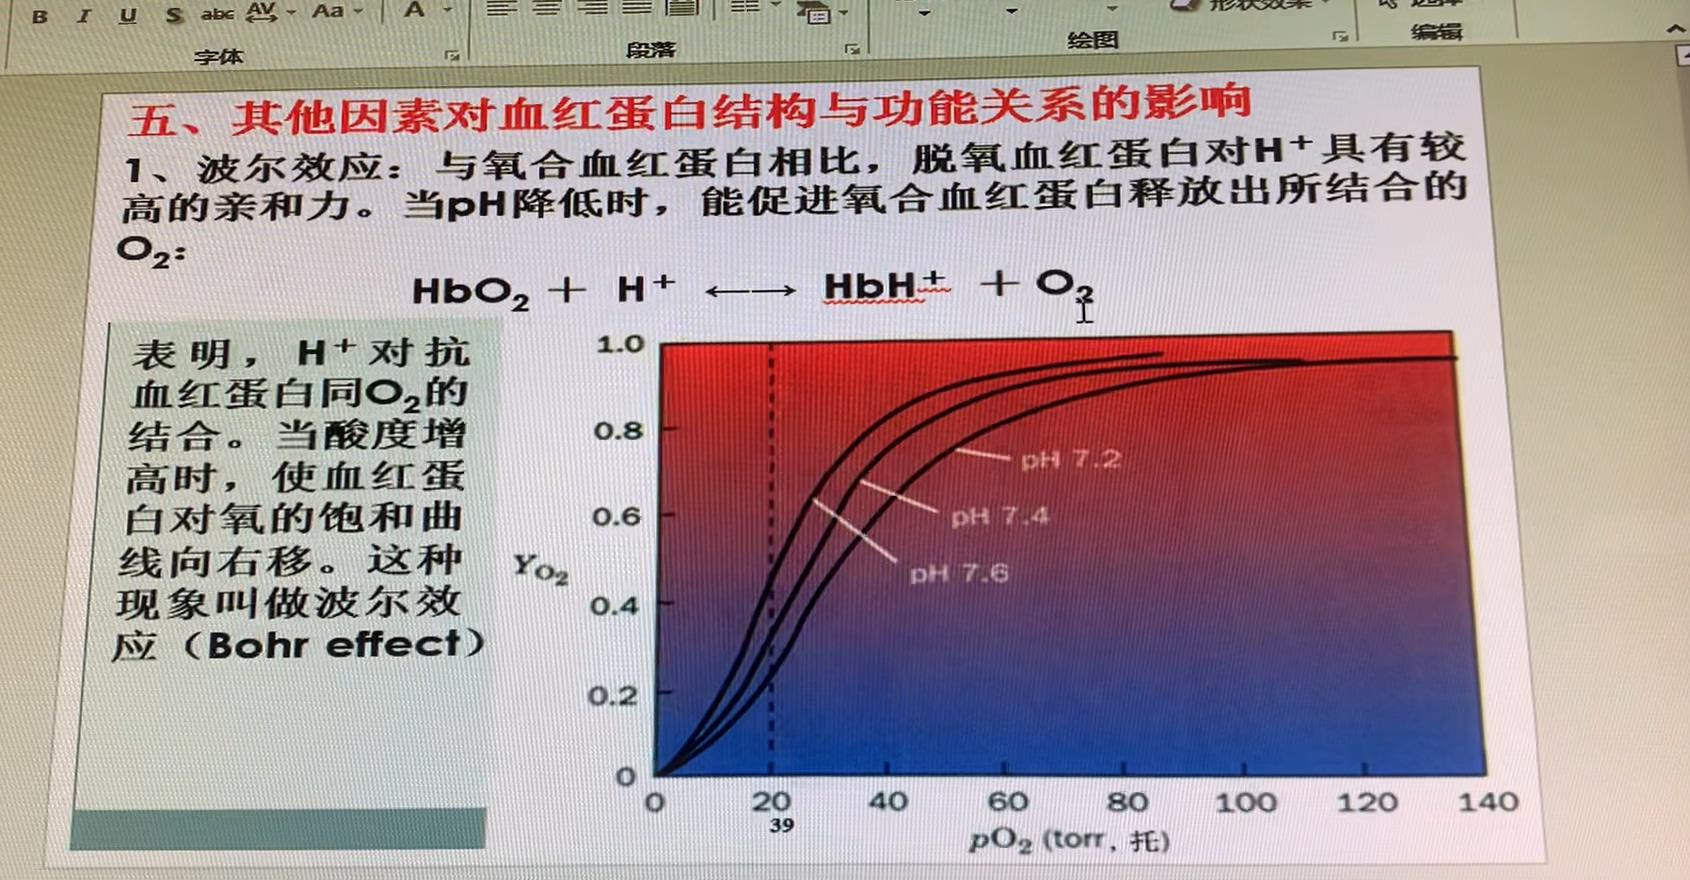 B I U S abc AV Aa A
字体
段落
绘图
编辑
五、其他因素对血红蛋白结构与功能关系的影响
1、波尔效应：与氧合血红蛋白相比，脱氧血红蛋白对H⁺具有较
高的亲和力。当pH降低时，能促进氧合血红蛋白释放出所结合的
O₂:
HbO₂ + H⁺ ←→ HbH⁺ + O₂
表明，H⁺对抗
血红蛋白同O₂的
结合。当酸度增
高时，使血红蛋
白对氧的饱和曲
线向右移。这种
现象叫做波尔效
应（Bohr effect）
1.0
0.8
0.6
0.4
0.2
0
Y O₂
pH 7.2
pH 7.4
pH 7.6
0 20 40 60 80 100 120 140
39
pO₂ (torr, 托)